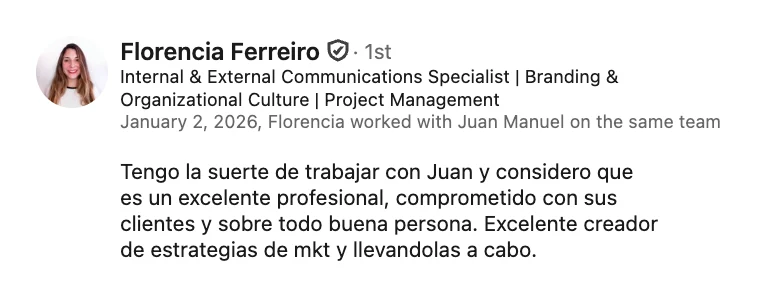 Florencia Ferreiro · 1st
Internal & External Communications Specialist | Branding &
Organizational Culture | Project Management
January 2, 2026, Florencia worked with Juan Manuel on the same team
Tengo la suerte de trabajar con Juan y considero que
es un excelente profesional, comprometido con sus
clientes y sobre todo buena persona. Excelente creador
de estrategias de mkt y llevandolas a cabo.